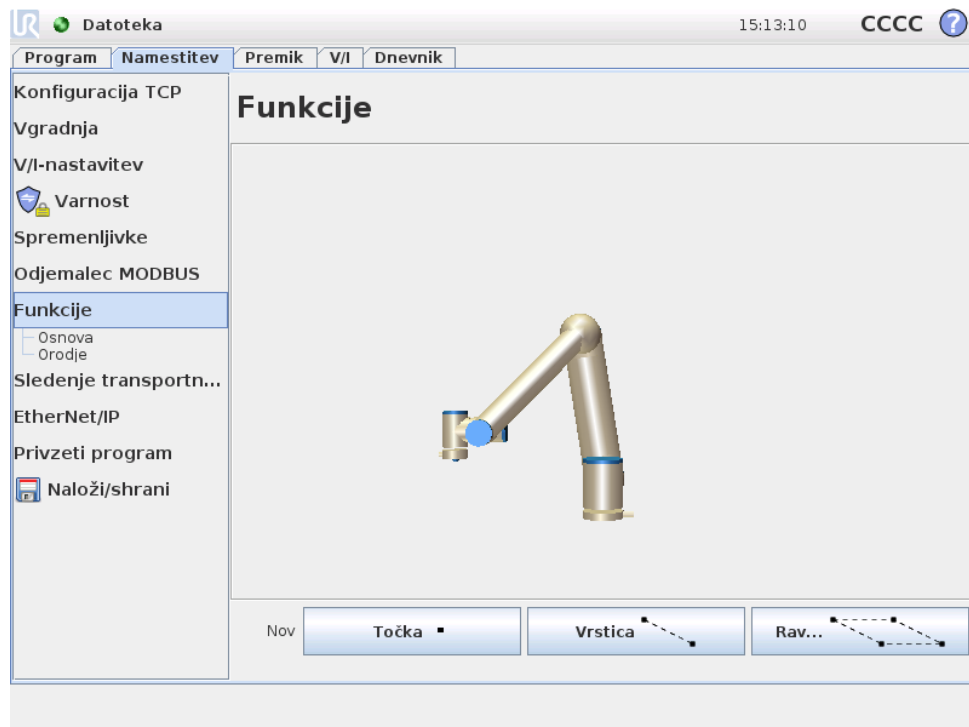 UR Datoteka 15:13:10 CCCC ?
Program Namestitev Premik V/I Dnevnik
Konfiguracija TCP
Vgradnja
V/I-nastavitev
Varnost
Spremenljivke
Odjemalec MODBUS
Funkcije
Osnova
Orodje
Sledenje transportn...
EtherNet/IP
Privzeti program
Naloži/shrani
Funkcije
Nov Točka Vrstica Rav...